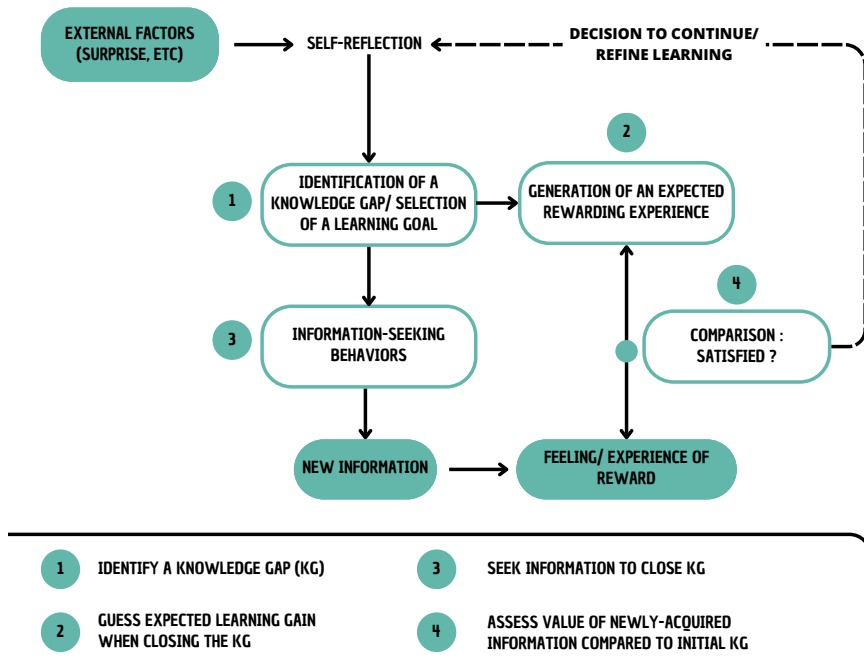 EXTERNAL FACTORS
(SURPRISE, ETC)
SELF-REFLECTION
DECISION TO CONTINUE/
REFINE LEARNING
2
1
IDENTIFICATION OF A
KNOWLEDGE GAP/ SELECTION
OF A LEARNING GOAL
GENERATION OF AN EXPECTED
REWARDING EXPERIENCE
4
3
INFORMATION-SEEKING
BEHAVIORS
COMPARISON :
SATISFIED ?
NEW INFORMATION
FEELING/ EXPERIENCE OF
REWARD
1
IDENTIFY A KNOWLEDGE GAP (KG)
2
GUESS EXPECTED LEARNING GAIN
WHEN CLOSING THE KG
3
SEEK INFORMATION TO CLOSE KG
4
ASSESS VALUE OF NEWLY-ACQUIRED
INFORMATION COMPARED TO INITIAL KG